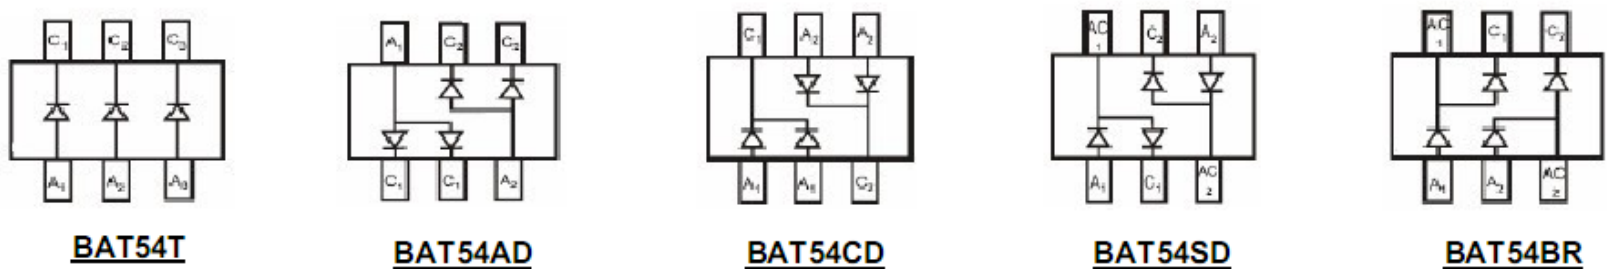 C1 C2 C3
A1 A2 A3
BAT54T
A1 C2 C2
C1 C1 A2
BAT54AD
C1 A2 A2
A1 A1 C2
BAT54CD
AC1 C2 A2
A1 C1 AC2
BAT54SD
AC1 C1 C2
A1 A2 AC2
BAT54BR